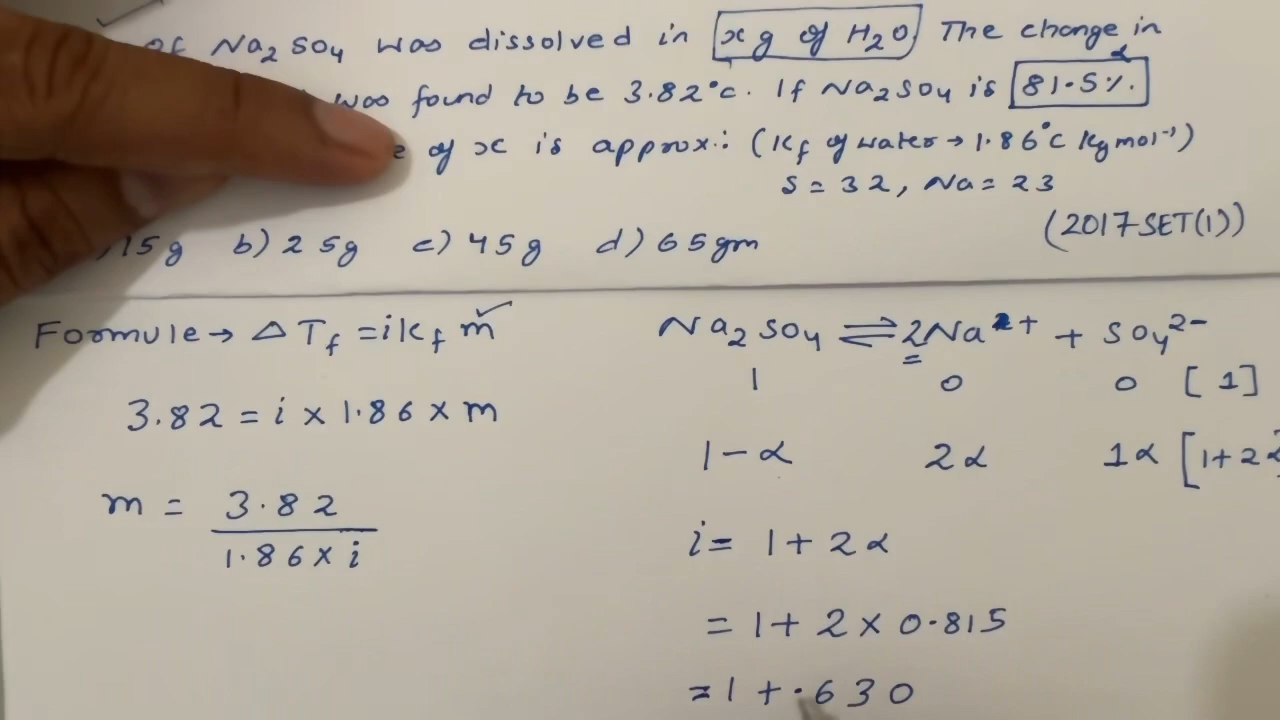 of Na₂SO₄ was dissolved in x g of H₂O The change in
was found to be 3.82°C. If Na₂SO₄ is 81.5%. α
of x is approx.: (Kf of water → 1.86°C kg mol⁻¹)
S = 32, Na = 23
(2017 SET(1))
15g b) 25g c) 45g d) 65gm
Formule → ΔTf = i kf m
3.82 = i × 1.86 × m
m = 3.82 / 1.86 × i
Na₂SO₄ ⇌ 2Na⁺ + SO₄²⁻
1 0 0 [1]
1-α 2α 1α [1+2α]
i = 1 + 2α
= 1 + 2 × 0.815
= 1 + .630